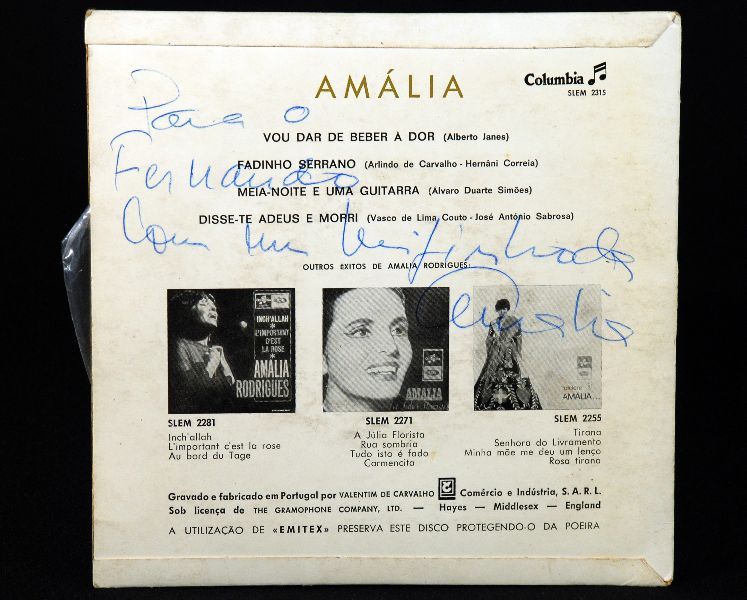 AMÁLIA
Columbia
SLEM 2315
Para o
VOU DAR DE BEBER À DOR (Alberto Janes)
Fernando
FADINHO SERRANO (Arlindo de Carvalho - Hernâni Correia)
MEIA-NOITE E UMA GUITARRA (Alvaro Duarte Simões)
Com um beijinho da
DISSE-TE ADEUS E MORRI (Vasco de Lima Couto - José António Sabrosa)
OUTROS ÊXITOS DE AMÁLIA RODRIGUES:
Amalia
INCH'ALLAH
*
L'IMPORTANT
C'EST
LA ROSE
*
AMÁLIA
RODRIGUES
AMÁLIA
AMÁLIA...
SLEM 2281
Inch'allah
L'important c'est la rose
Au bord du Tage
SLEM 2271
A Júlia Florista
Rua sombria
Tudo isto é fado
Carmencita
SLEM 2255
Tirana
Senhora do Livramento
Minha mãe me deu um lenço
Rosa tirana
Gravado e fabricado em Portugal por VALENTIM DE CARVALHO Comércio e Indústria, S. A. R. L.
Sob licença de THE GRAMOPHONE COMPANY, LTD. — Hayes — Middlesex — England
A UTILIZAÇÃO DE «EMITEX» PRESERVA ESTE DISCO PROTEGENDO-O DA POEIRA